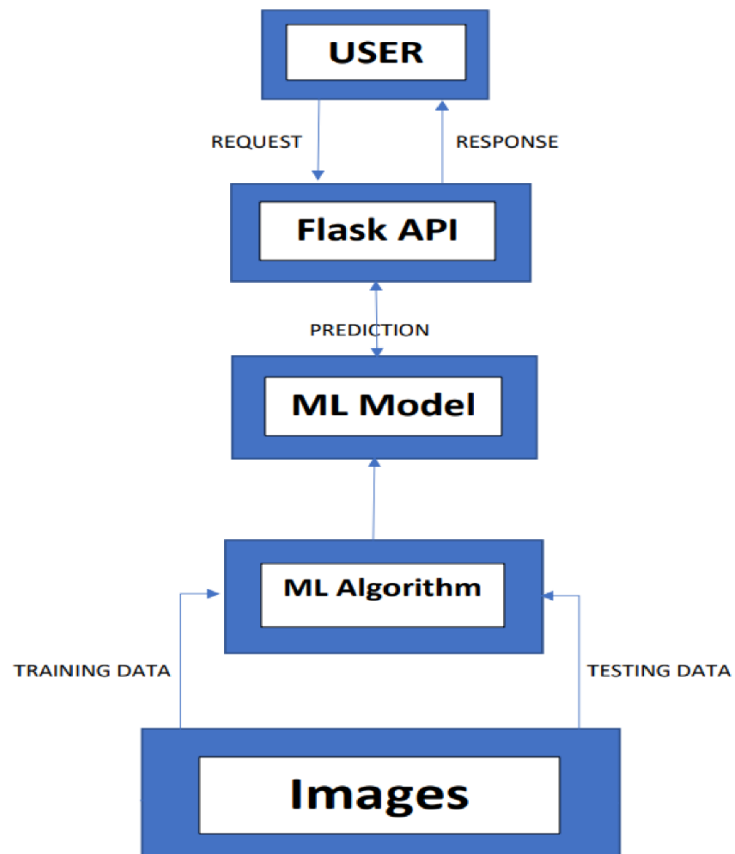 USER
REQUEST
RESPONSE
Flask API
PREDICTION
ML Model
ML Algorithm
TRAINING DATA
TESTING DATA
Images